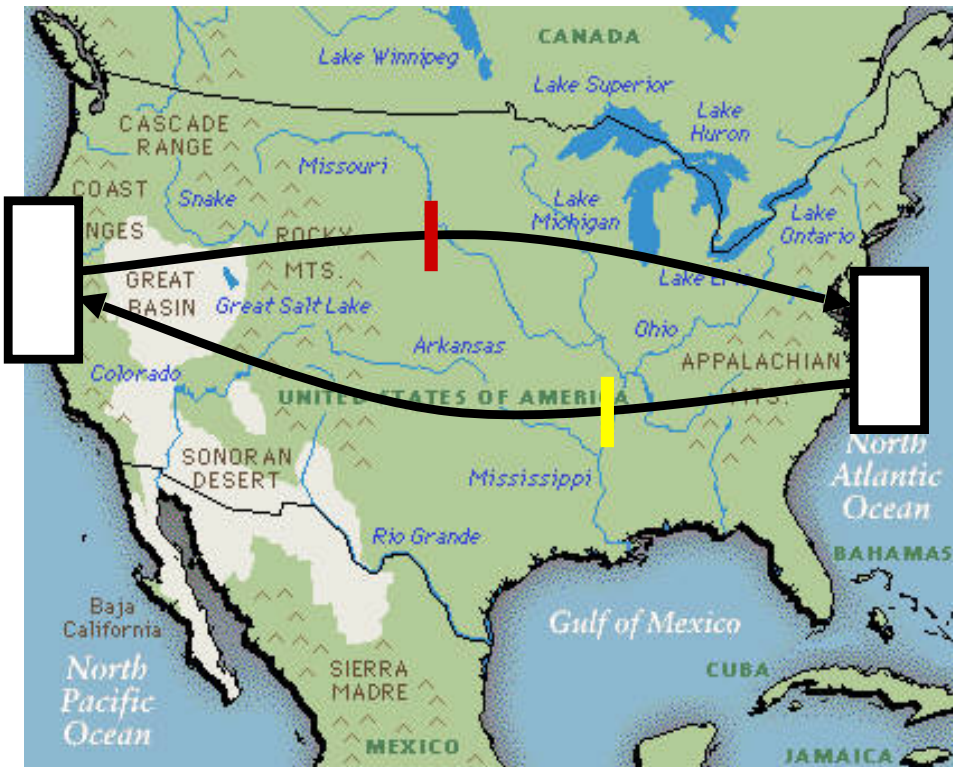 CANADA
Lake Winnipeg
Lake Superior
Lake
Huron
CASCADE
RANGE
Missouri
COAST
NGES
Snake
Lake
Michigan
Lake
Ontario
ROCKY
MTS.
GREAT
BASIN
Great Salt Lake
Lake Erie
Ohio
Arkansas
APPALACHIAN
MTS.
Colorado
UNITED STATES OF AMERICA
SONORAN
DESERT
Mississippi
North
Atlantic
Ocean
Rio Grande
BAHAMAS
Baja
California
Gulf of Mexico
North
Pacific
Ocean
SIERRA
MADRE
CUBA
MEXICO
JAMAICA